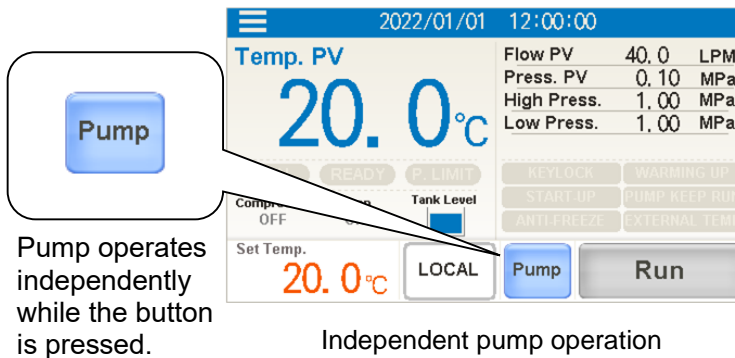 2022/01/01 12:00:00
Temp. PV
20.0℃
Flow PV 40.0 LPM
Press. PV 0.10 MPa
High Press. 1.00 MPa
Low Press. 1.00 MPa
READY P. LIMIT
KEYLOCK WARMING UP
START UP PUMP KEEP RUN
ANTI-FREEZE EXTERNAL TEMP
Tank Level
OFF
Set Temp.
20.0℃
LOCAL
Pump
Run
Pump
Pump operates
independently
while the button
is pressed.
Independent pump operation